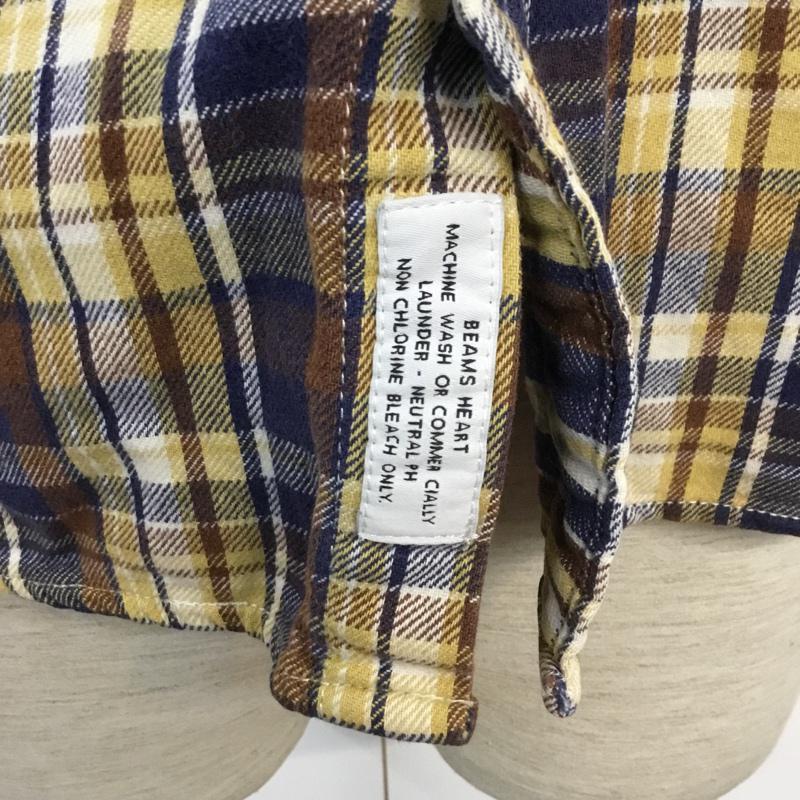 BEAMS HEART
MACHINE WASH OR COMMER CIALLY
LAUNDER - NEUTRAL PH
NON CHLORINE BLEACH ONLY.